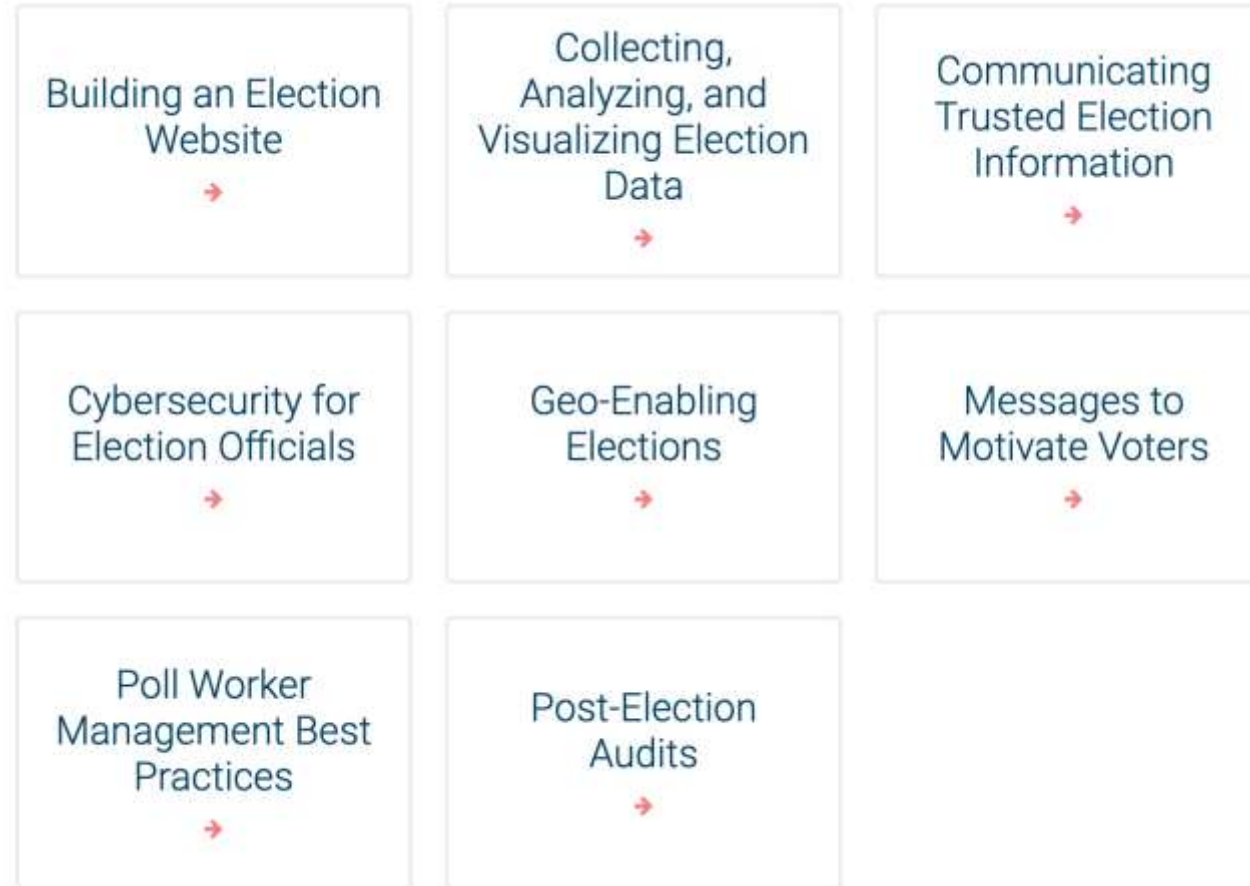 Building an Election
Website
Collecting,
Analyzing, and
Visualizing Election
Data
Communicating
Trusted Election
Information
Cybersecurity for
Election Officials
Geo-Enabling
Elections
Messages to
Motivate Voters
Poll Worker
Management Best
Practices
Post-Election
Audits